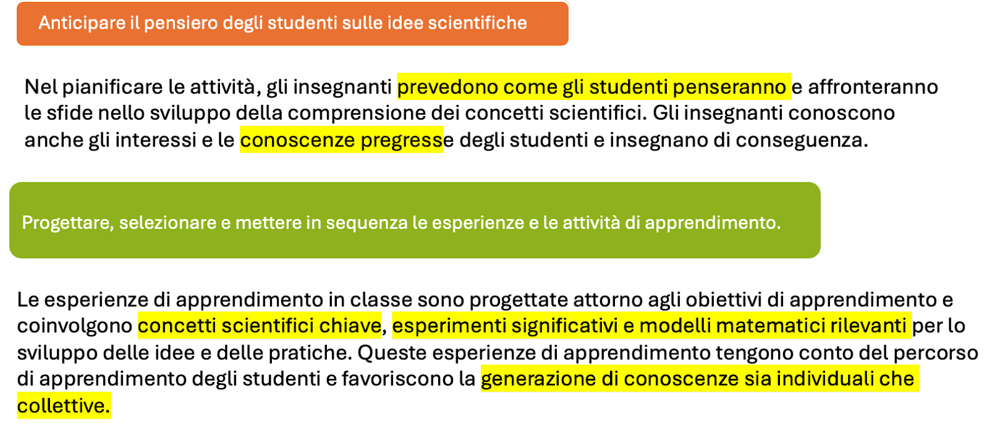 Anticipare il pensiero degli studenti sulle idee scientifiche
Nel pianificare le attività, gli insegnanti prevedono come gli studenti penseranno e affronteranno
le sfide nello sviluppo della comprensione dei concetti scientifici. Gli insegnanti conoscono
anche gli interessi e le conoscenze pregresse degli studenti e insegnano di conseguenza.
Progettare, selezionare e mettere in sequenza le esperienze e le attività di apprendimento.
Le esperienze di apprendimento in classe sono progettate attorno agli obiettivi di apprendimento e
coinvolgono concetti scientifici chiave, esperimenti significativi e modelli matematici rilevanti per lo
sviluppo delle idee e delle pratiche. Queste esperienze di apprendimento tengono conto del percorso
di apprendimento degli studenti e favoriscono la generazione di conoscenze sia individuali che
collettive.